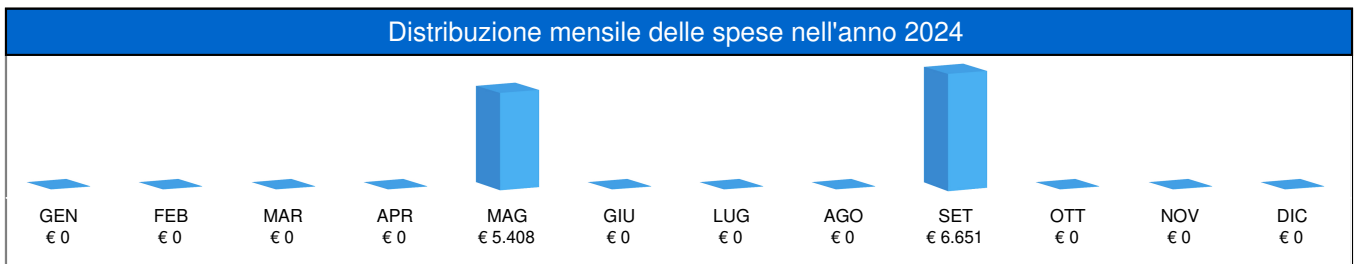 Distribuzione mensile delle spese nell'anno 2024
GEN FEB MAR APR MAG GIU LUG AGO SET OTT NOV DIC
€ 0 € 0 € 0 € 0 € 5.408 € 0 € 0 € 0 € 6.651 € 0 € 0 € 0